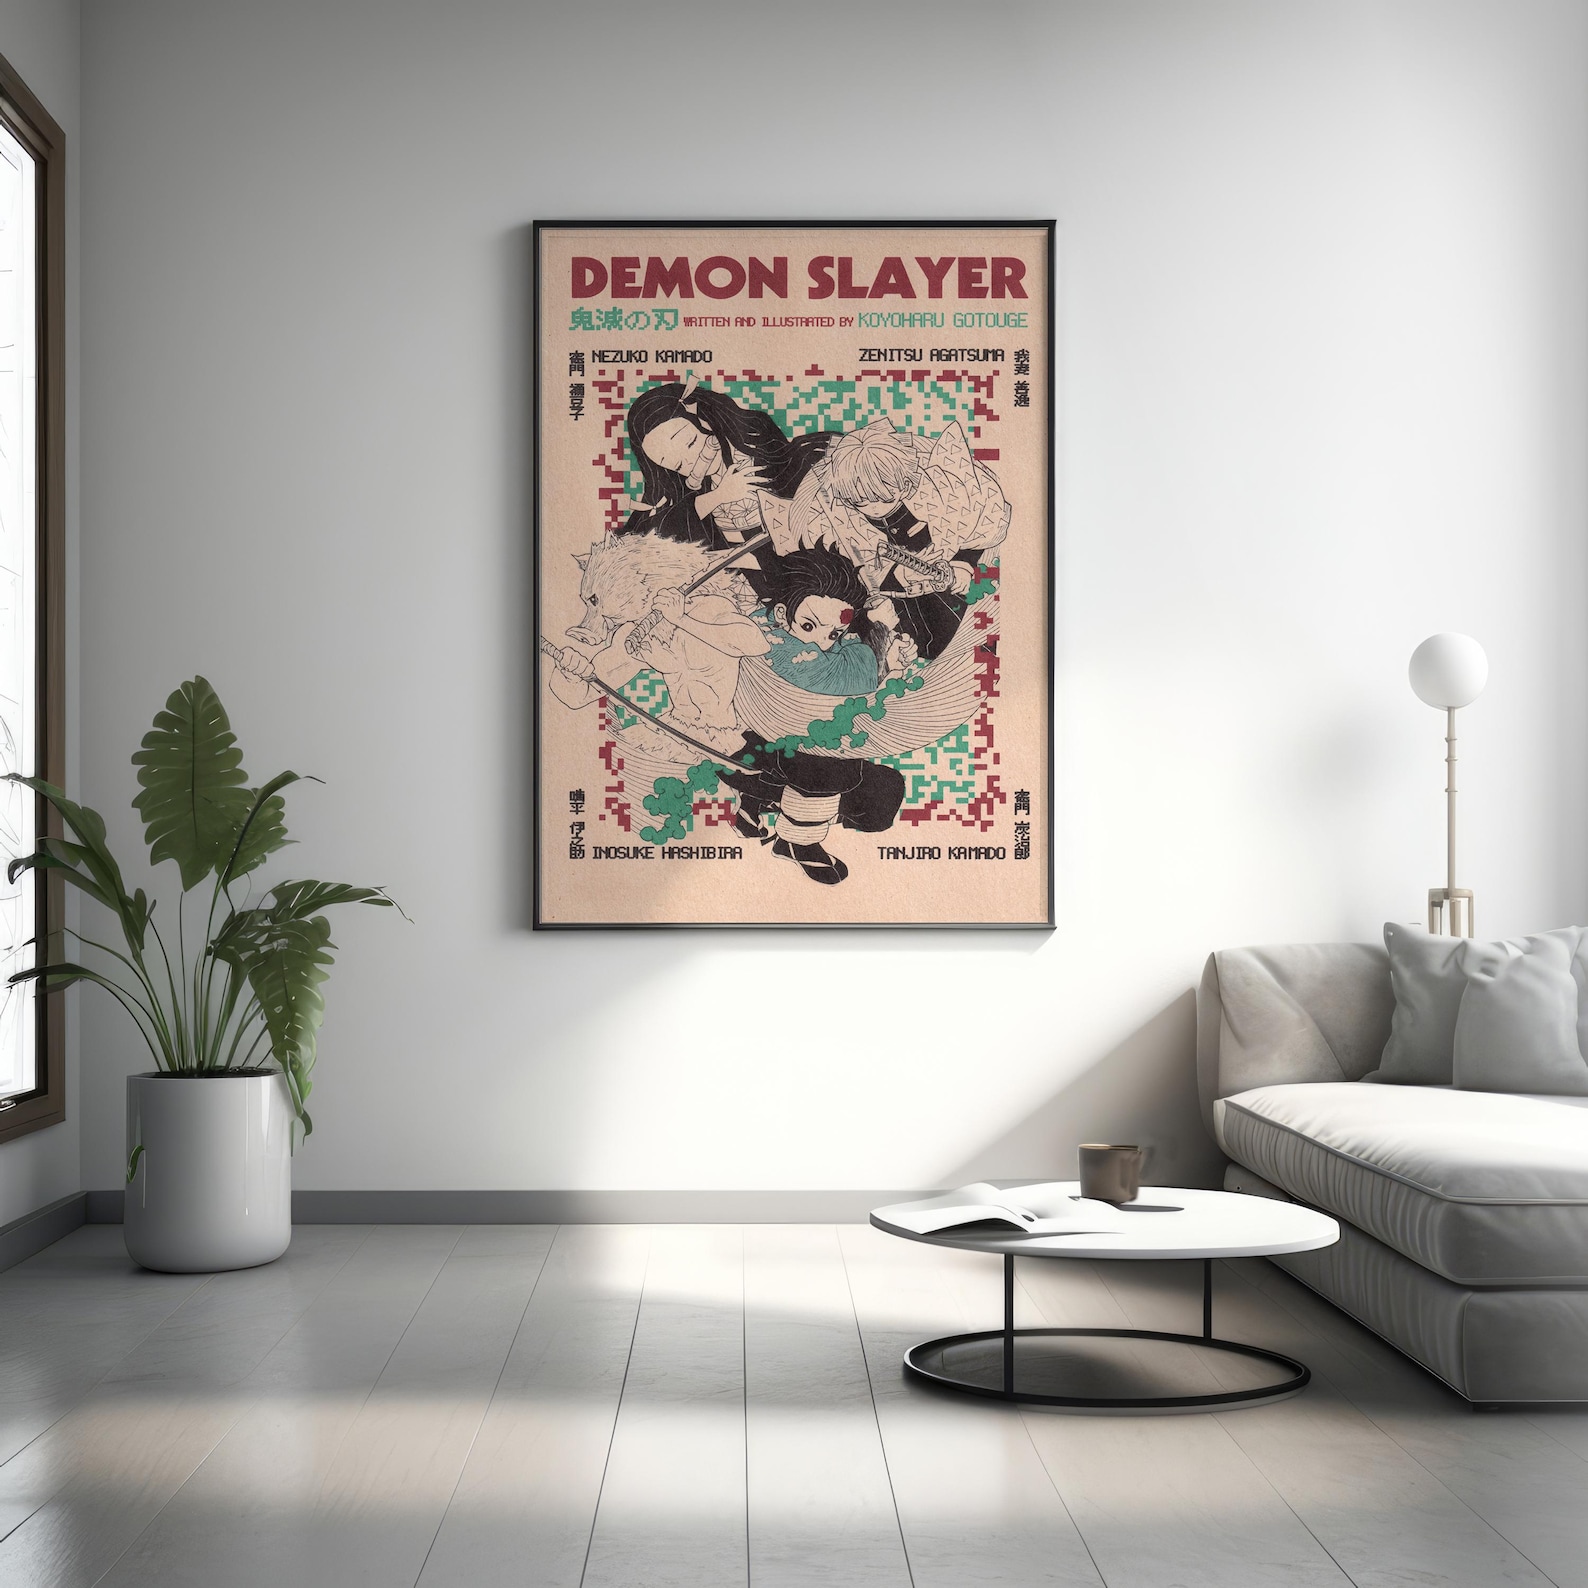 DEMON SLAYER
鬼滅の刃 WRITTEN AND ILLUSTRATED BY KOYOHARU GOTOUGE
竈門 禰豆子 NEZUKO KAMADO
ZENITSU AGATSUMA 我妻 善逸
嘴平 伊之助 INOSUKE HASHIBIRA
TANJIRO KAMADO 竈門 炭治郎